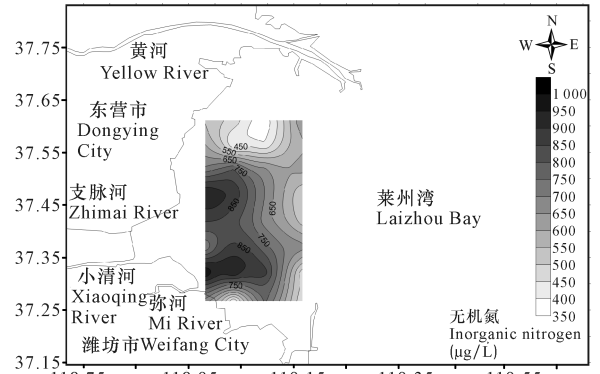 N
W E
S
37.75
37.65
37.55
37.45
37.35
37.25
37.15
黄河
Yellow River
东营市
Dongying
City
支脉河
Zhimai River
小清河
Xiaoqing
River
弥河
Mi River
潍坊市Weifang City
莱州湾
Laizhou Bay
450
550
650
750
850
650
750
850
750
1 000
950
900
850
800
750
700
650
600
550
500
450
400
350
无机氮
Inorganic nitrogen
(μg/L)